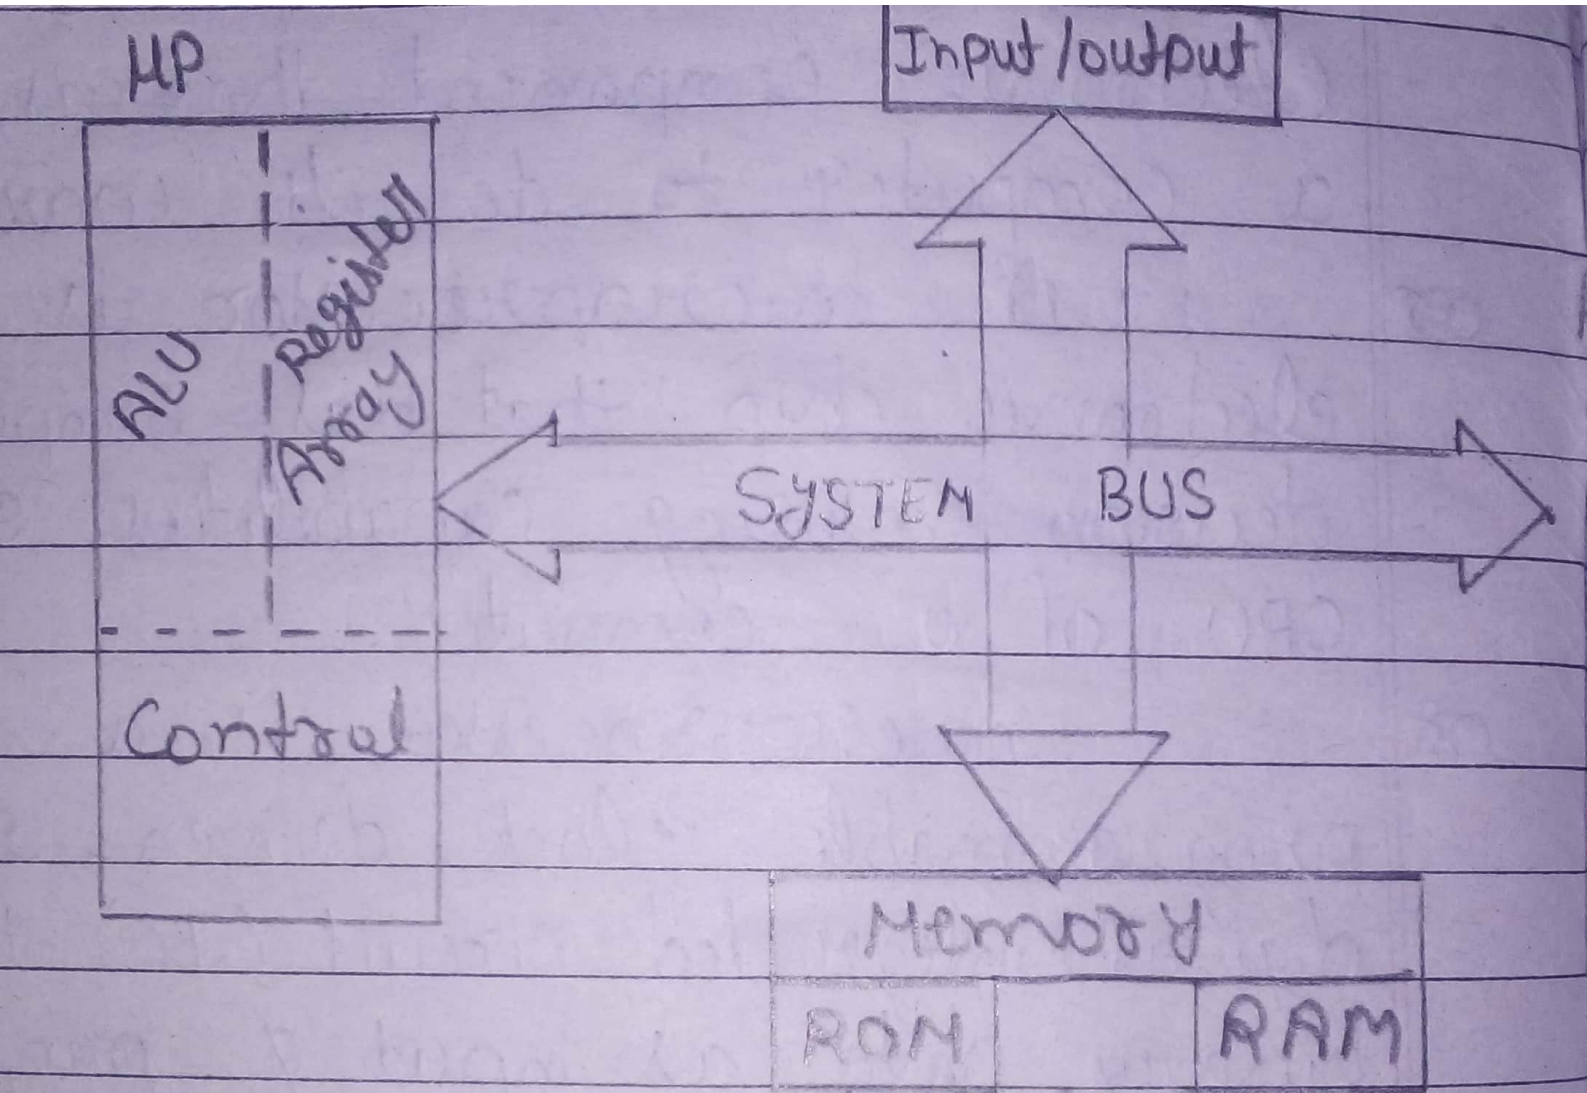 μP
Input/output
ALU
Register
Array
SYSTEM BUS
Control
Memory
ROM
RAM